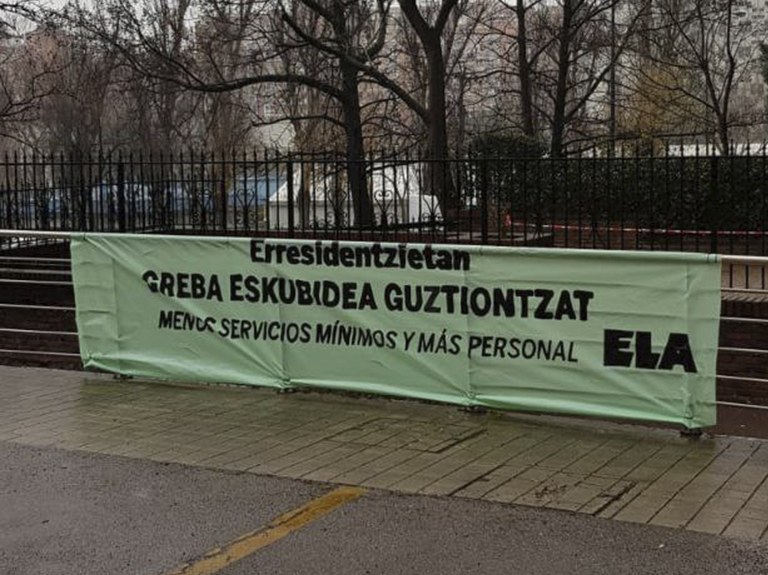 Erresidentzietan
GREBA ESKUBIDEA GUZTIONTZAT
MENOS SERVICIOS MÍNIMOS Y MÁS PERSONAL
ELA